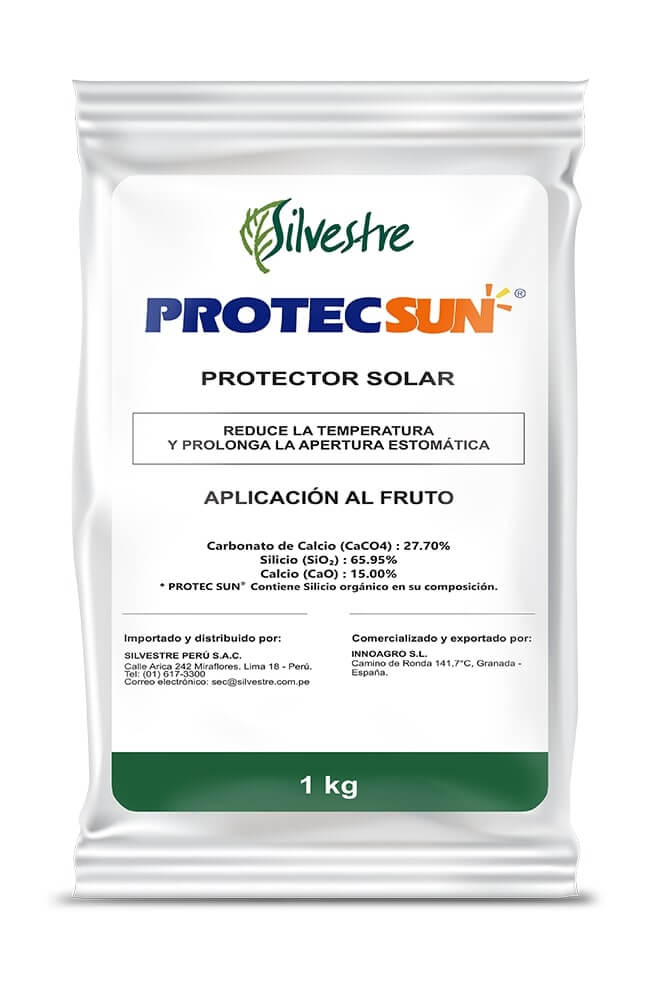 Silvestre
PROTECSUN®
PROTECTOR SOLAR
REDUCE LA TEMPERATURA
Y PROLONGA LA APERTURA ESTOMÁTICA
APLICACIÓN AL FRUTO
Carbonato de Calcio (CaCO4) : 27.70%
Silicio (SiO₂) : 65.95%
Calcio (CaO) : 15.00%
* PROTEC SUN® Contiene Silicio orgánico en su composición.
Importado y distribuido por:
SILVESTRE PERÚ S.A.C.
Calle Arica 242 Miraflores. Lima 18 - Perú.
Tel: (01) 617-3300
Correo electrónico: sec@silvestre.com.pe
Comercializado y exportado por:
INNOAGRO S.L.
Camino de Ronda 141,7°C, Granada -
España.
1 kg